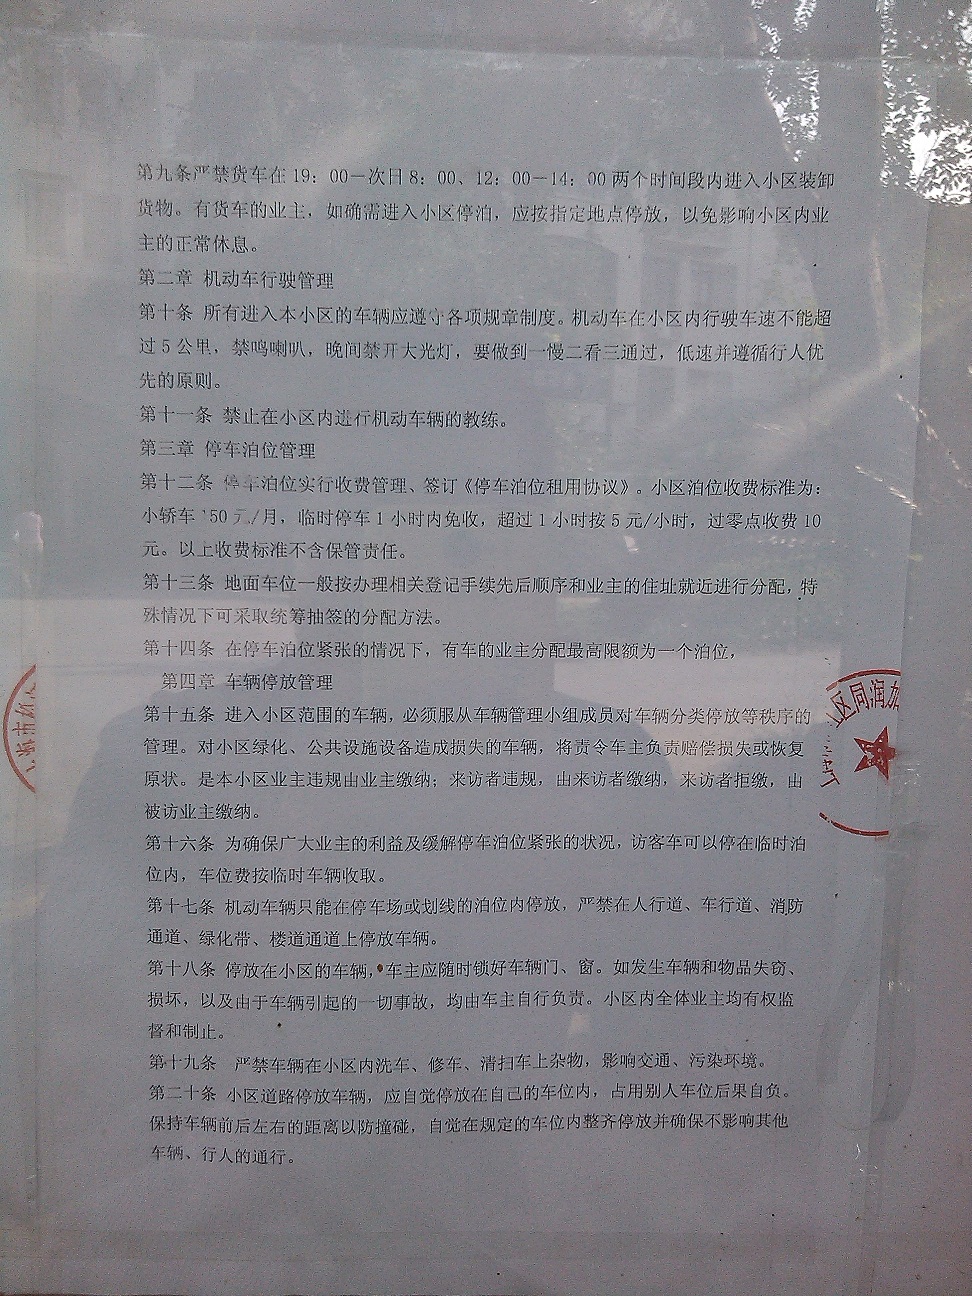 第九条严禁货车在 19：00－次日 8：00、12：00－14：00 两个时间段内进入小区装卸
货物。有货车的业主，如确需进入小区停泊，应按指定地点停放，以免影响小区内业
主的正常休息。
第二章 机动车行驶管理
第十条 所有进入本小区的车辆应遵守各项规章制度。机动车在小区内行驶车速不能超
过 5 公里，禁鸣喇叭，晚间禁开大光灯，要做到一慢二看三通过，低速并遵循行人优
先的原则。
第十一条 禁止在小区内进行机动车辆的教练。
第三章 停车泊位管理
第十二条 停车泊位实行收费管理、签订《停车泊位租用协议》。小区泊位收费标准为：
小轿车 150 元/月，临时停车 1 小时内免收，超过 1 小时按 5 元/小时，过零点收费 10
元。以上收费标准不含保管责任。
第十三条 地面车位一般按办理相关登记手续先后顺序和业主的住址就近进行分配，特
殊情况下可采取统筹抽签的分配方法。
第十四条 在停车泊位紧张的情况下，有车的业主分配最高限额为一个泊位，
第四章 车辆停放管理
第十五条 进入小区范围的车辆，必须服从车辆管理小组成员对车辆分类停放等秩序的
管理。对小区绿化、公共设施设备造成损失的车辆，将责令车主负责赔偿损失或恢复
原状。是本小区业主违规由业主缴纳；来访者违规，由来访者缴纳，来访者拒缴，由
被访业主缴纳。
第十六条 为确保广大业主的利益及缓解停车泊位紧张的状况，访客车可以停在临时泊
位内，车位费按临时车辆收取。
第十七条 机动车辆只能在停车场或划线的泊位内停放，严禁在人行道、车行道、消防
通道、绿化带、楼道通道上停放车辆。
第十八条 停放在小区的车辆，车主应随时锁好车辆门、窗。如发生车辆和物品失窃、
损坏，以及由于车辆引起的一切事故，均由车主自行负责。小区内全体业主均有权监
督和制止。
第十九条 严禁车辆在小区内洗车、修车、清扫车上杂物，影响交通、污染环境。
第二十条 小区道路停放车辆，应自觉停放在自己的车位内，占用别人车位后果自负。
保持车辆前后左右的距离以防撞碰，自觉在规定的车位内整齐停放并确保不影响其他
车辆、行人的通行。
区同润加